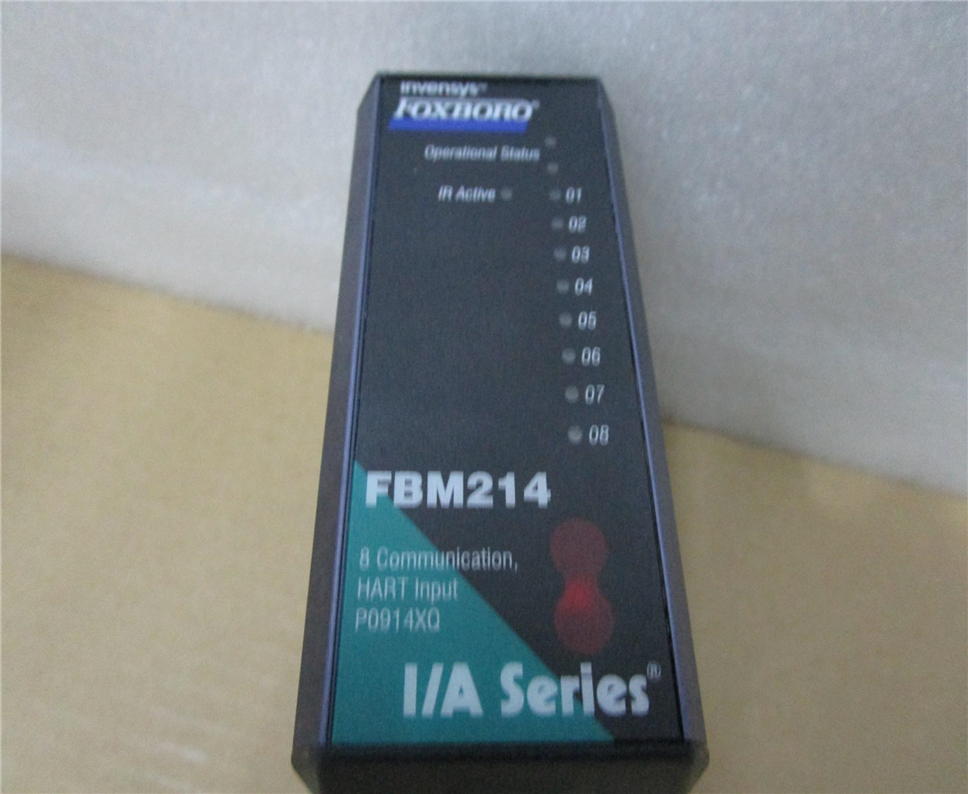 invensys™
FOXBORO®
Operational Status
IR Active 01
02
03
04
05
06
07
08
FBM214
8 Communication,
HART Input
P0914XQ
I/A Series®